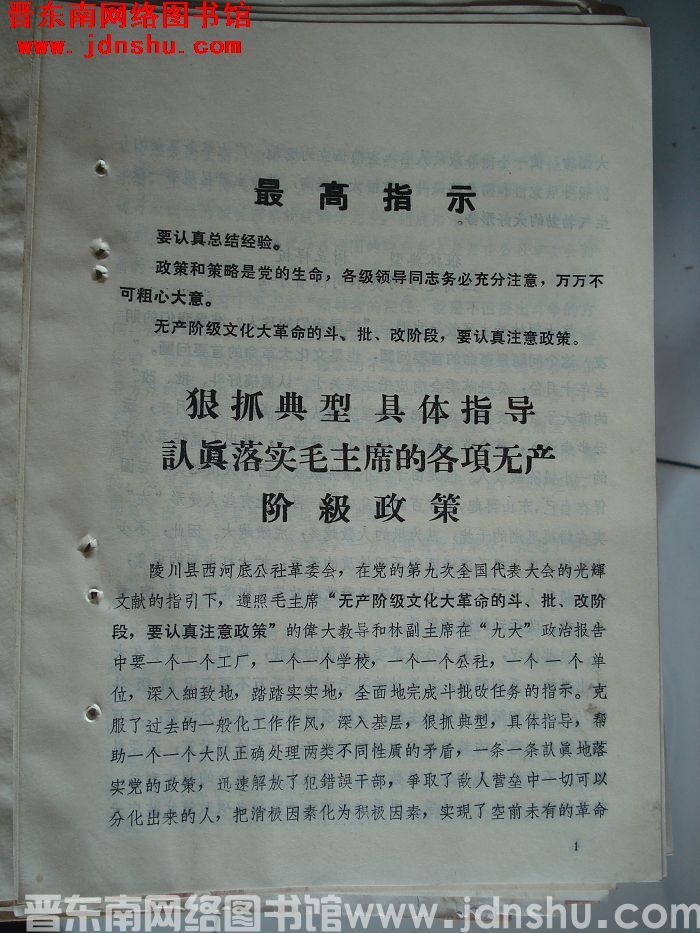 晋东南网络图书馆
www.jdnshu.com
最高指示
要认真总结经验。
政策和策略是党的生命，各级领导同志务必充分注意，万万不
可粗心大意。
无产阶级文化大革命的斗、批、改阶段，要认真注意政策。
狠抓典型 具体指导
認眞落实毛主席的各項无产
阶級政策
陵川县西河底公社革委会，在党的第九次全国代表大会的光輝
文献的指引下，遵照毛主席“无产阶级文化大革命的斗、批、改阶
段，要认真注意政策”的偉大教导和林副主席在“九大”政治报告
中要一个一个工厂，一个一个学校，一个一个公社，一个一个单
位，深入細致地，踏踏实实地，全面地完成斗批改任务的指示。克
服了过去的一般化工作作风，深入基层，狠抓典型，具体指导，帮
助一个一个大队正确处理两类不同性质的矛盾，一条一条認眞地落
实党的政策，迅速解放了犯錯誤干部，爭取了敌人营垒中一切可以
分化出来的人，把消极因素化为积极因素，实現了空前未有的革命
1
晋东南网络图书馆www.jdnshu.com